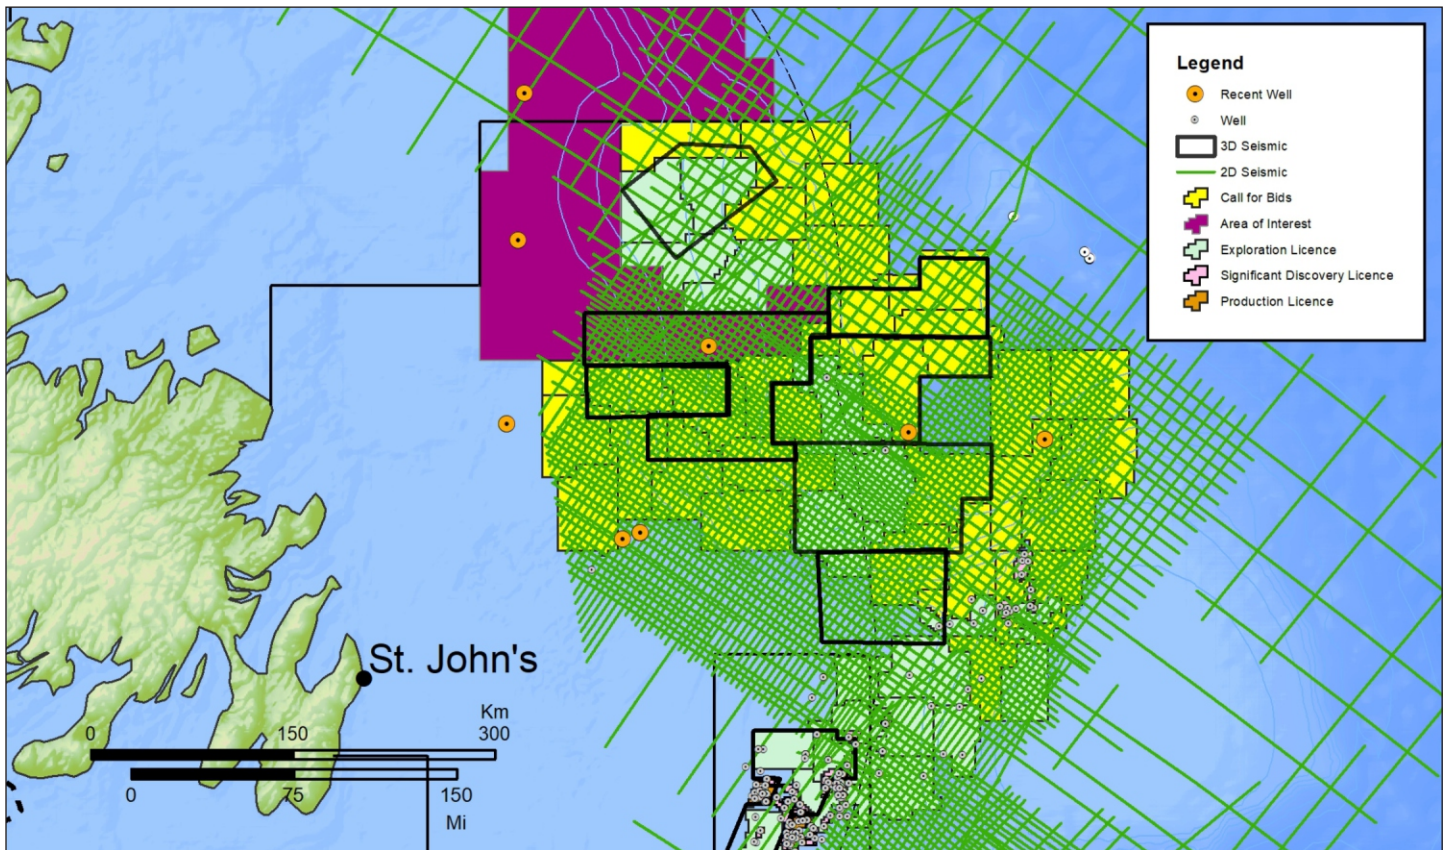 Legend
Recent Well
Well
3D Seismic
2D Seismic
Call for Bids
Area of Interest
Exploration Licence
Significant Discovery Licence
Production Licence
St. John's
Km
0 150 300
0 75 150
Mi